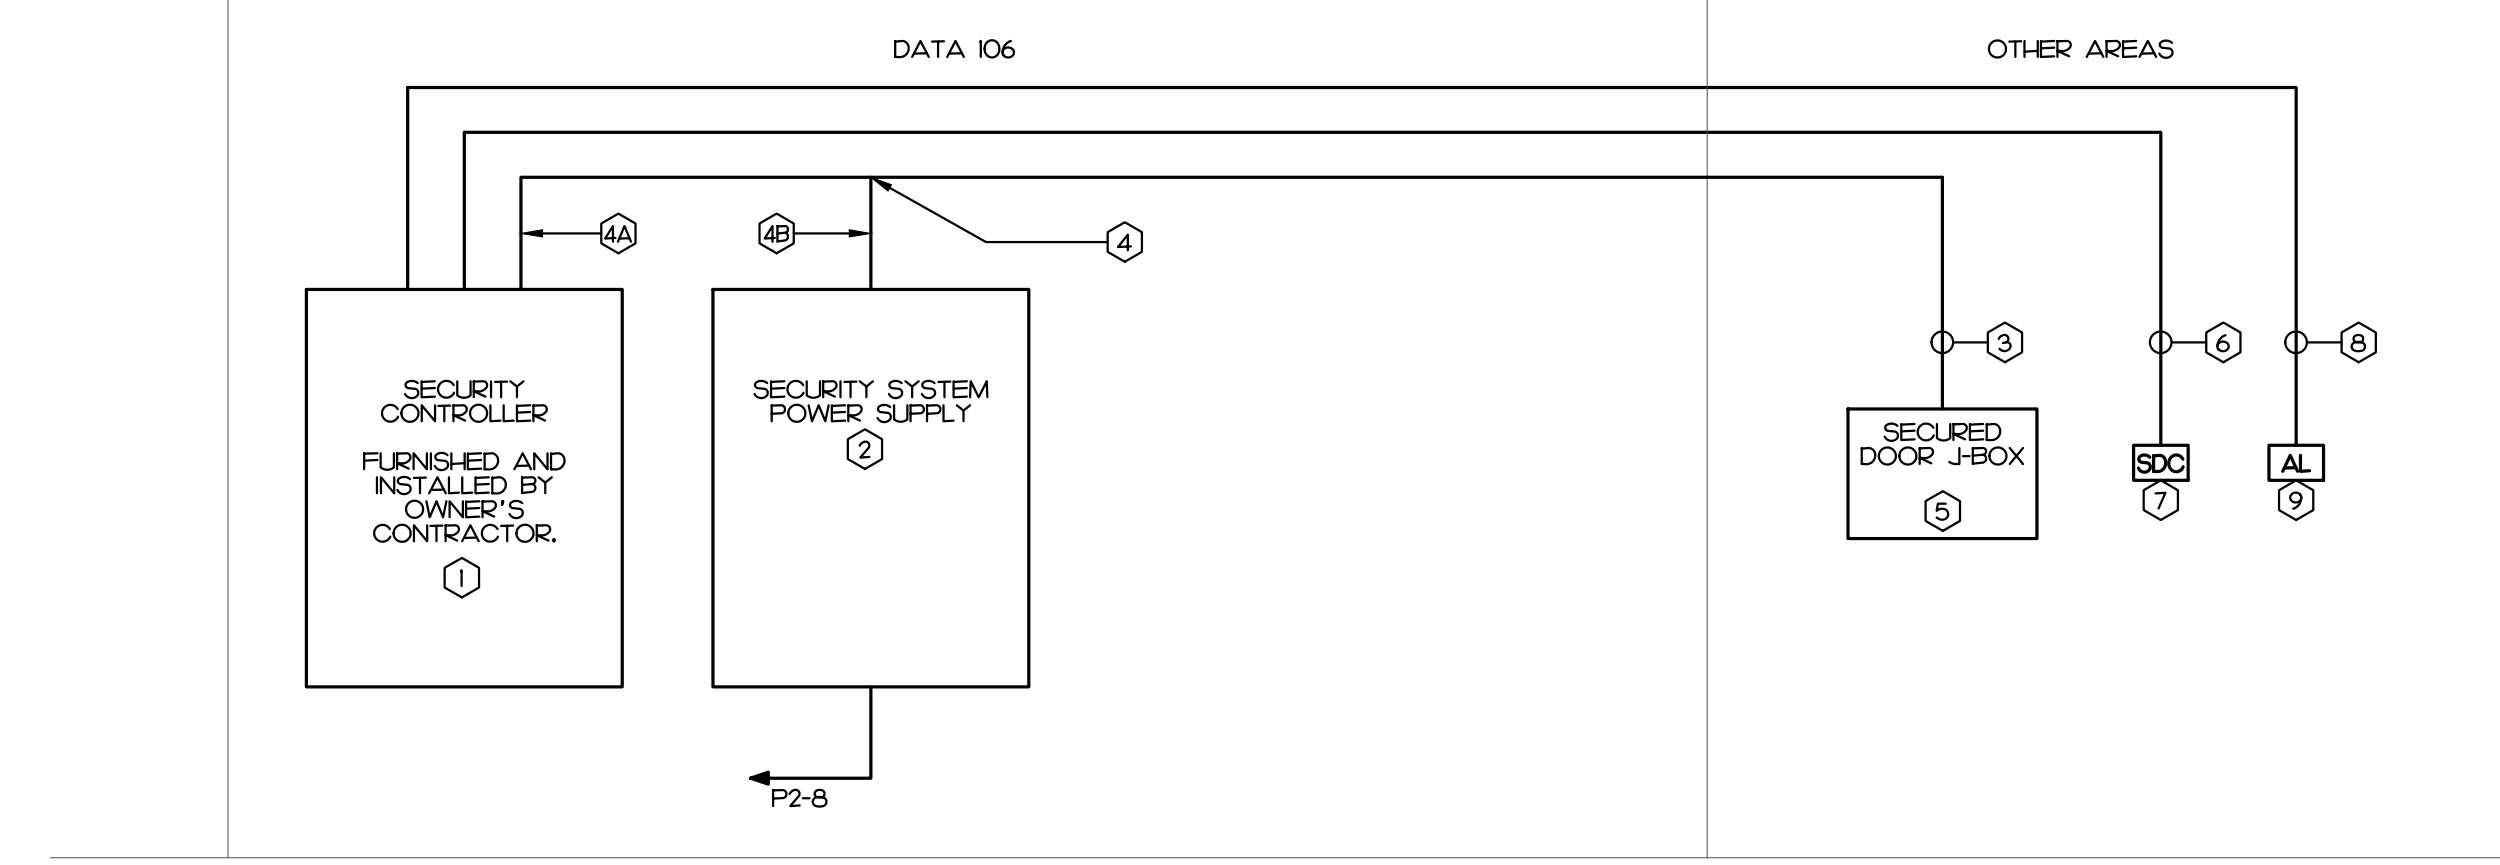 DATA 106
OTHER AREAS
4A
4B
4
3
6
8
SECURITY
CONTROLLER
FURNISHED AND
INSTALLED BY
OWNER'S
CONTRACTOR.
1
SECURITY SYSTEM
POWER SUPPLY
2
SECURED
POOR J-BOX
5
SDC
7
AL
9
P2-8